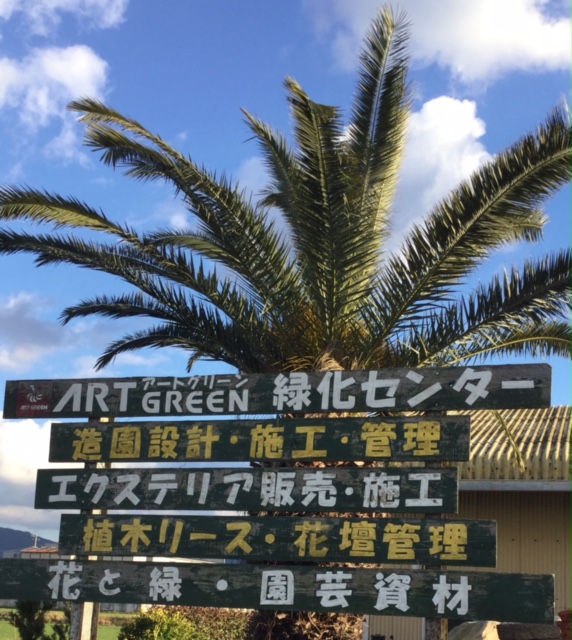 アートグリーン
ART GREEN 緑化センター
ART GREEN
造園設計・施工・管理
エクステリア販売・施工
植木リース・花壇管理
花と緑・園芸資材